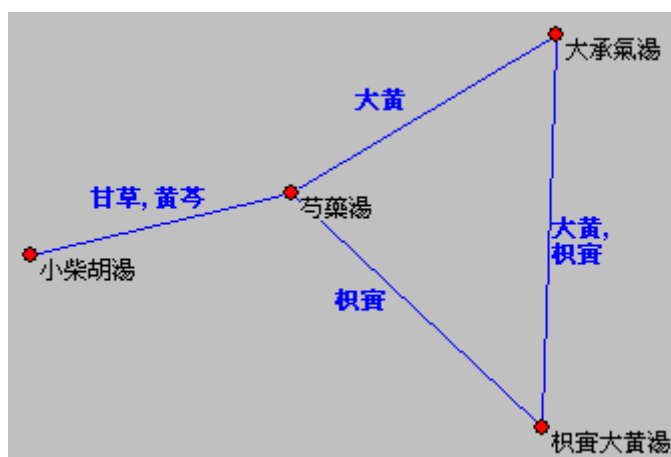 大承氣湯
大黃
甘草, 黃芩
芍藥湯
大黃,
枳實
小柴胡湯
枳實
枳實大黃湯